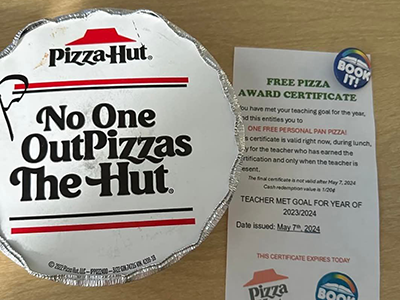 Pizza Hut®
No One
OutPizzas
The Hut®
BOOK
IT!
FREE PIZZA
AWARD CERTIFICATE
You have met your teaching goal for the year,
and this entitles you to
ONE FREE PERSONAL PAN PIZZA!
This certificate is valid right now, during lunch,
only for the teacher who has earned the
certification and only when the teacher is
present.
The final certificate is not valid after May 7, 2024
Cash redemption value is 1/20¢
TEACHER MET GOAL FOR YEAR OF
2023/2024
Date issued: May 7th, 2024
THIS CERTIFICATE EXPIRES TODAY
Pizza
BOOK